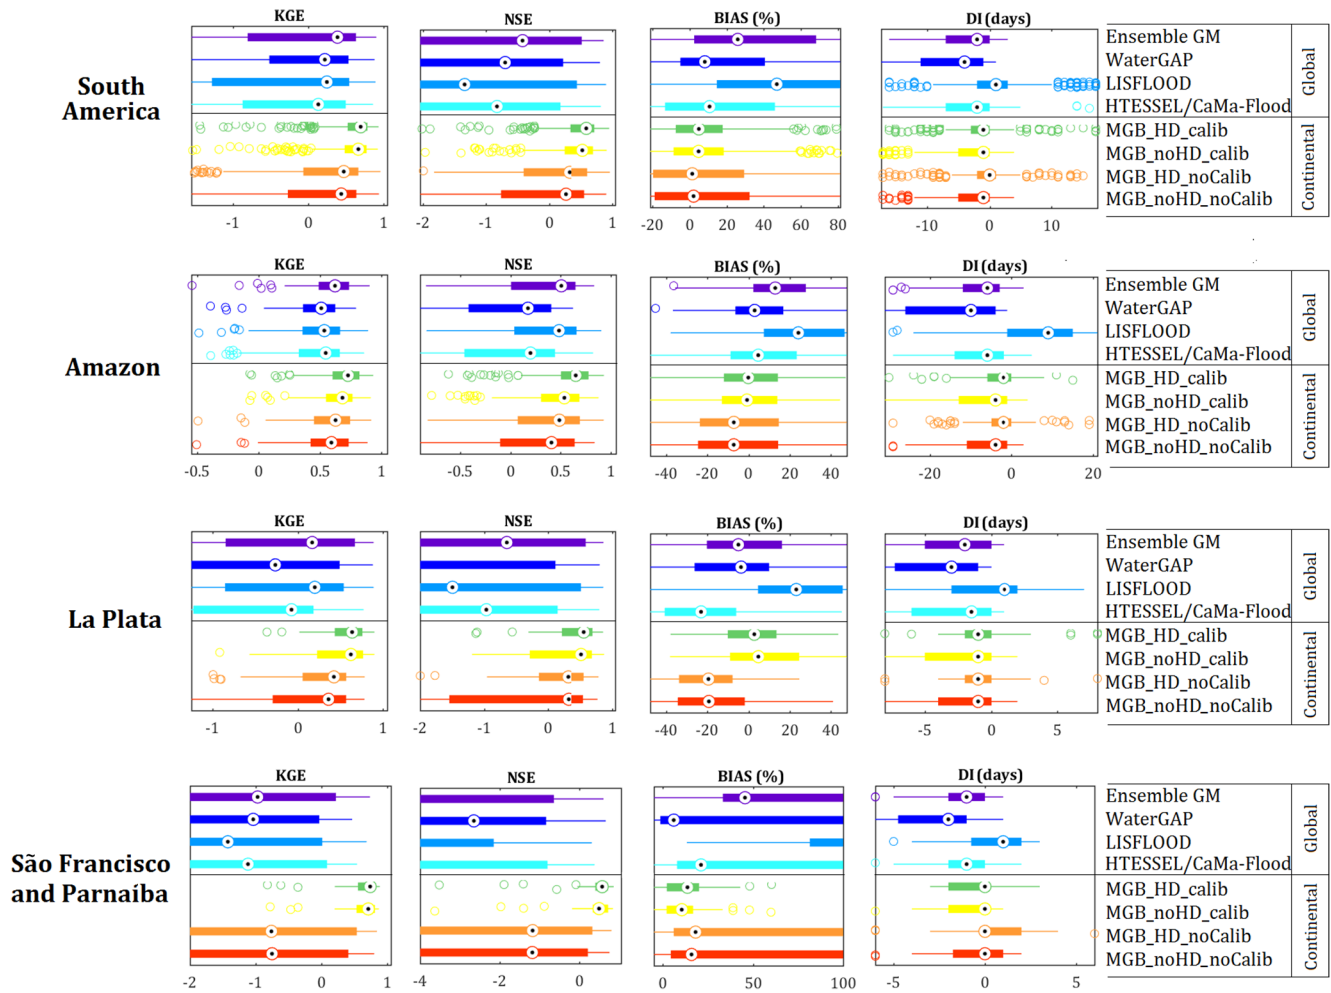 KGE NSE BIAS (%) DI (days)
South
America
Ensemble GM
WaterGAP
LISFLOOD
HTESSEL/CaMa-Flood
MGB_HD_calib
MGB_noHD_calib
MGB_HD_noCalib
MGB_noHD_noCalib
Global
Continental
-1 0 1 -2 -1 0 1 -20 0 20 40 60 80 -10 0 10
KGE NSE BIAS (%) DI (days)
Amazon
Ensemble GM
WaterGAP
LISFLOOD
HTESSEL/CaMa-Flood
MGB_HD_calib
MGB_noHD_calib
MGB_HD_noCalib
MGB_noHD_noCalib
Global
Continental
-0.5 0 0.5 1 -0.5 0 0.5 1 -40 -20 0 20 40 -20 0 20
KGE NSE BIAS (%) DI (days)
La Plata
Ensemble GM
WaterGAP
LISFLOOD
HTESSEL/CaMa-Flood
MGB_HD_calib
MGB_noHD_calib
MGB_HD_noCalib
MGB_noHD_noCalib
Global
Continental
-1 0 1 -2 -1 0 1 -40 -20 0 20 40 -5 0 5
KGE NSE BIAS (%) DI (days)
São Francisco
and Parnaíba
Ensemble GM
WaterGAP
LISFLOOD
HTESSEL/CaMa-Flood
MGB_HD_calib
MGB_noHD_calib
MGB_HD_noCalib
MGB_noHD_noCalib
Global
Continental
-2 -1 0 1 -4 -2 0 0 50 100 -5 0 5